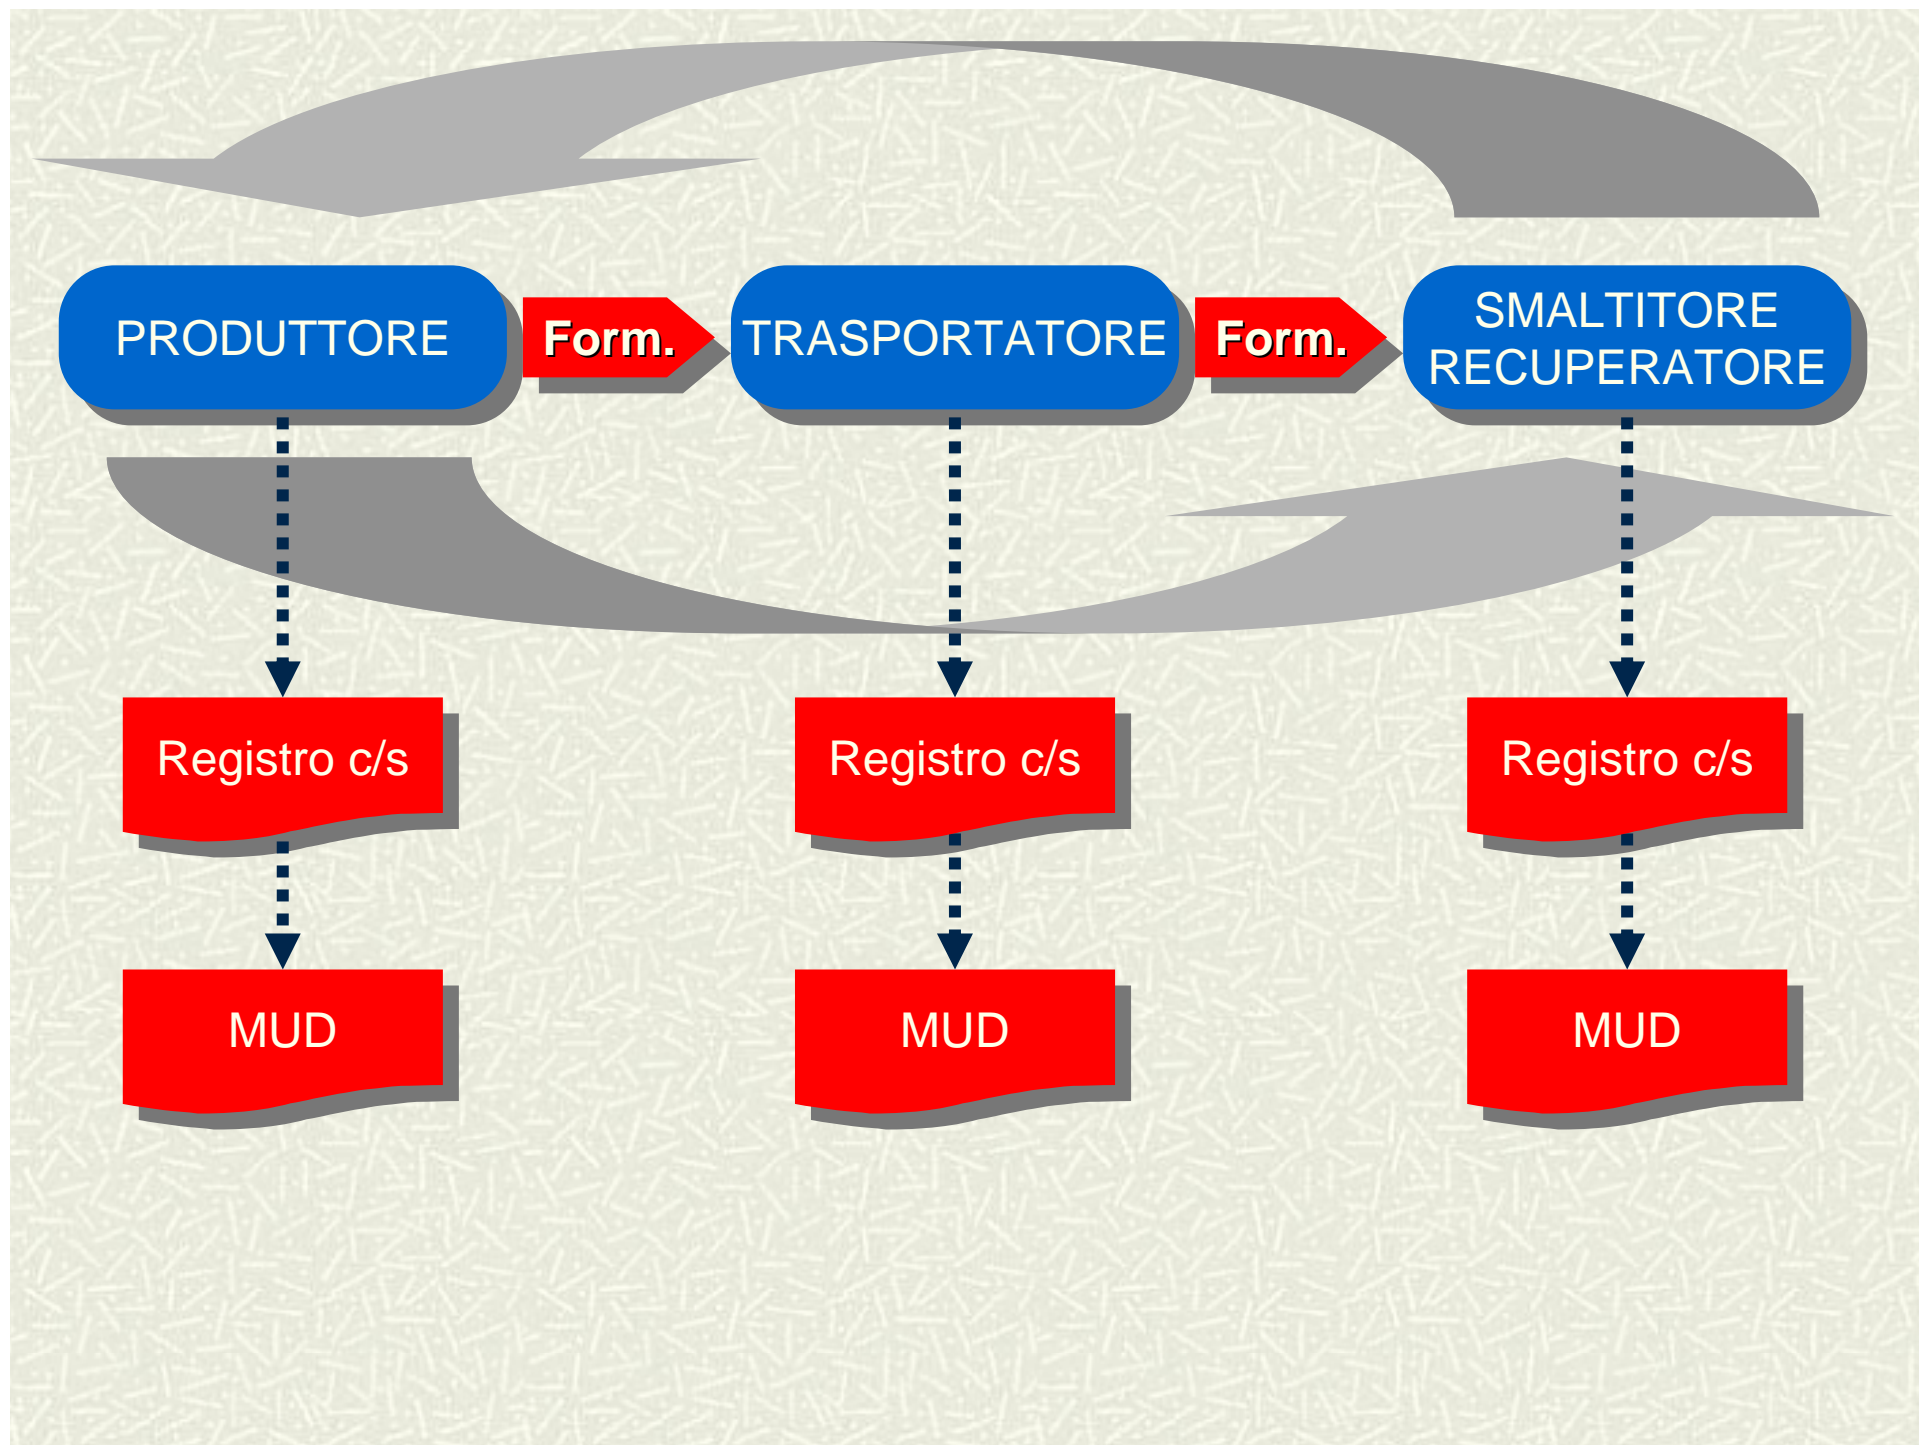 PRODUTTORE
Form.
TRASPORTATORE
Form.
SMALTITORE
RECUPERATORE
Registro c/s
Registro c/s
Registro c/s
MUD
MUD
MUD